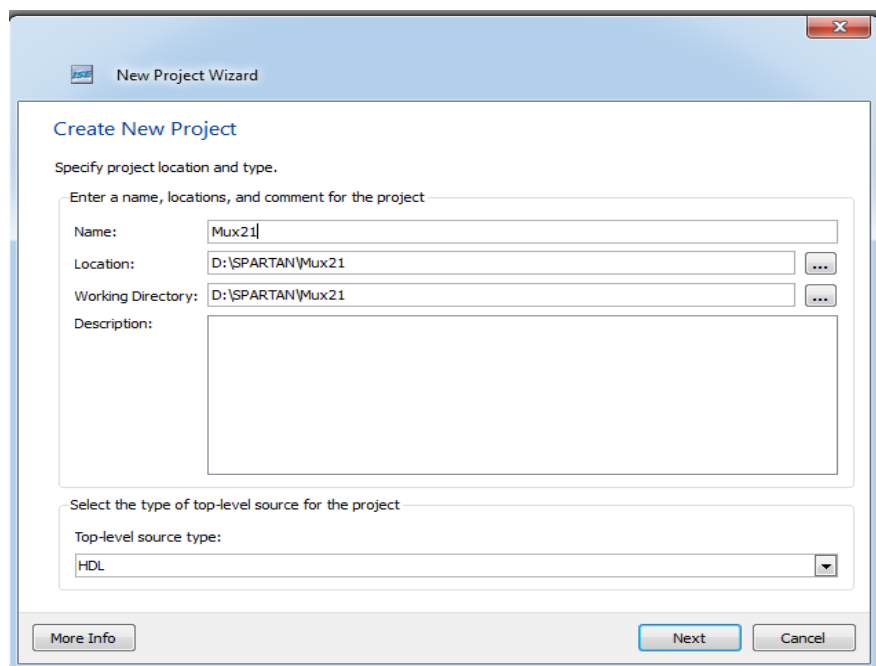 ISE New Project Wizard
Create New Project
Specify project location and type.
Enter a name, locations, and comment for the project
Name: Mux21
Location: D:\SPARTAN\Mux21 ...
Working Directory: D:\SPARTAN\Mux21 ...
Description:
Select the type of top-level source for the project
Top-level source type:
HDL
More Info Next Cancel